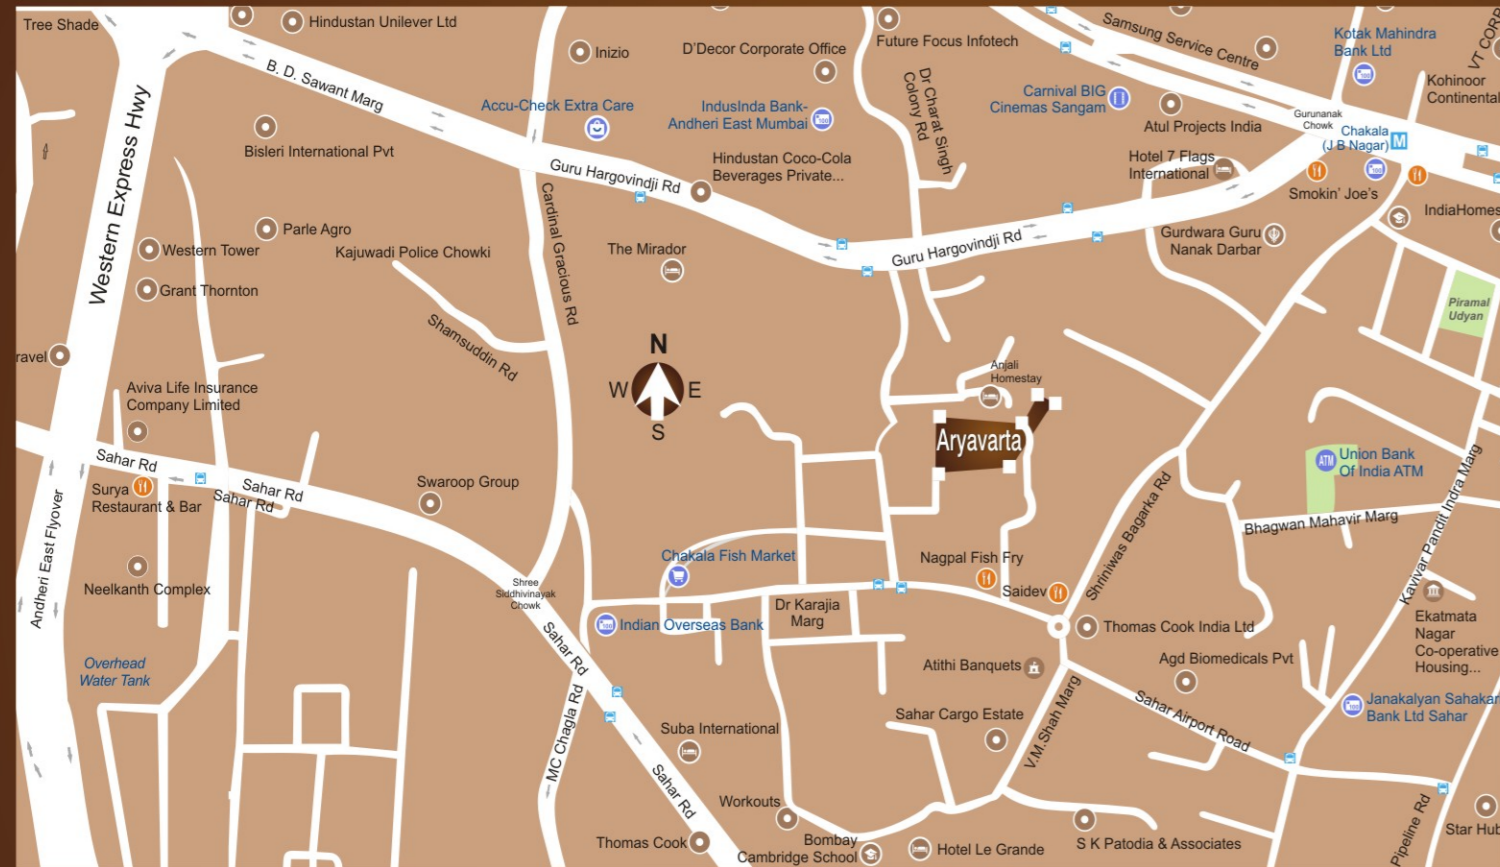 Tree Shade
Hindustan Unilever Ltd
Inizio
D'Decor Corporate Office
Future Focus Infotech
Samsung Service Centre
Kotak Mahindra
Bank Ltd
VT CORP
Kohinoor
Continental
B. D. Sawant Marg
Accu-Check Extra Care
IndusInda Bank-
Andheri East Mumbai
Dr Charat Singh
Colony Rd
Carnival BIG
Cinemas Sangam
Atul Projects India
Gurunanak
Chowk
Chakala
(J B Nagar)
M
Western Express Hwy
Bisleri International Pvt
Guru Hargovindji Rd
Hindustan Coco-Cola
Beverages Private...
Hotel 7 Flags
International
Smokin' Joe's
IndiaHomes
Parle Agro
Western Tower
Kajuwadi Police Chowki
Cardinal Gracious Rd
The Mirador
Guru Hargovindji Rd
Gurdwara Guru
Nanak Darbar
Grant Thornton
Shamsuddin Rd
Piramal
Udyan
ravel
N
W
E
S
Anjali
Homestay
Aviva Life Insurance
Company Limited
Aryavarta
Sahar Rd
Surya
Restaurant & Bar
Sahar Rd
Sahar Rd
Swaroop Group
ATM
Union Bank
Of India ATM
Bhagwan Mahavir Marg
Kavivar Pandit Indra Marg
Andheri East Flyover
Shriniwas Bagarka Rd
Neelkanth Complex
Shree
Siddhivinayak
Chowk
Chakala Fish Market
Nagpal Fish Fry
Saidev
Dr Karajia
Marg
Indian Overseas Bank
Thomas Cook India Ltd
Ekatmata
Nagar
Co-operative
Housing...
Overhead
Water Tank
Sahar Rd
Atithi Banquets
Agd Biomedicals Pvt
MC Chagla Rd
Suba International
Sahar Cargo Estate
V.M.Shah Marg
Sahar Airport Road
Janakalyan Sahakar
Bank Ltd Sahar
Sahar Rd
Workouts
Thomas Cook
Bombay
Cambridge School
Hotel Le Grande
S K Patodia & Associates
Pipeline Rd
Star Hub